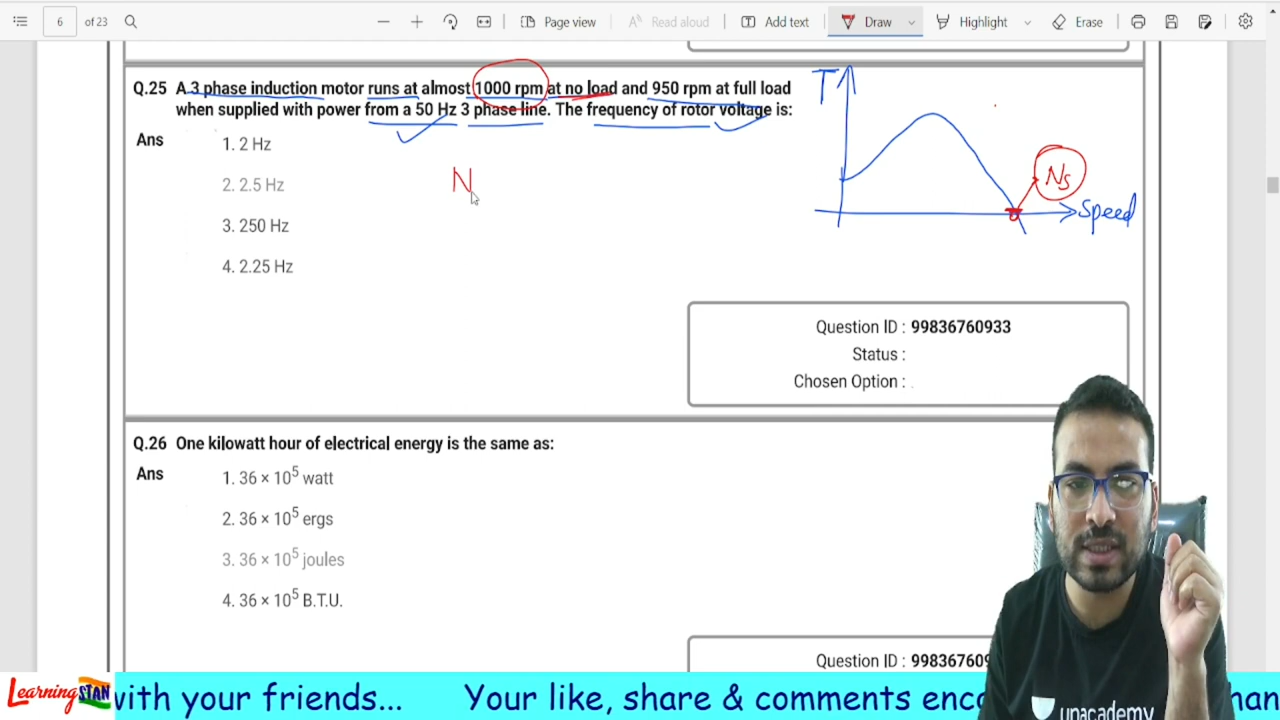 6 of 23
Page view
Read aloud
Add text
Draw
Highlight
Erase
Q.25 A 3 phase induction motor runs at almost 1000 rpm at no load and 950 rpm at full load
when supplied with power from a 50 Hz 3 phase line. The frequency of rotor voltage is:
Ans 1. 2 Hz
2. 2.5 Hz
3. 250 Hz
4. 2.25 Hz
T
Ns
Speed
N
Question ID : 99836760933
Status :
Chosen Option :
Q.26 One kilowatt hour of electrical energy is the same as:
Ans 1. 36 × 10⁵ watt
2. 36 × 10⁵ ergs
3. 36 × 10⁵ joules
4. 36 × 10⁵ B.T.U.
Question ID : 998367609
Learning STAN
with your friends... Your like, share & comments enc
han
unacademy